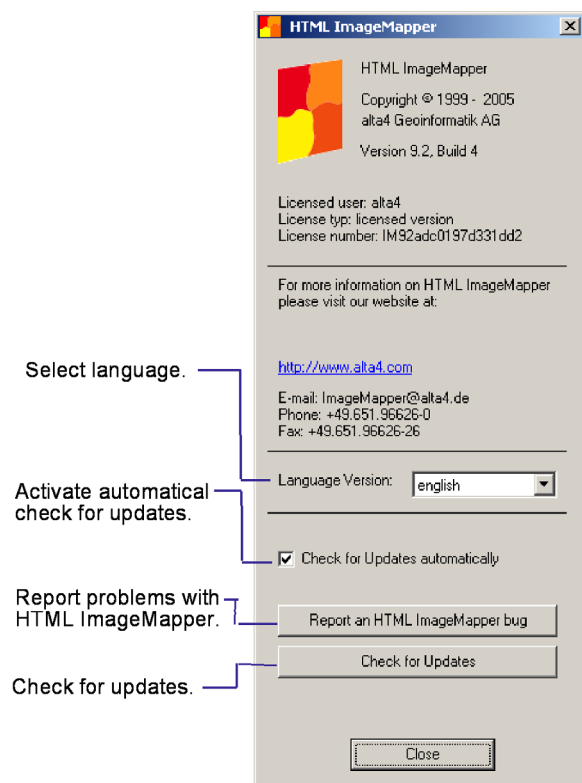 HTML ImageMapper
HTML ImageMapper
Copyright © 1999 - 2005
alta4 Geoinformatik AG
Version 9.2, Build 4
Licensed user: alta4
License typ: licensed version
License number: IM92adc0197d331dd2
For more information on HTML ImageMapper
please visit our website at:
http://www.alta4.com
E-mail: ImageMapper@alta4.de
Phone: +49.651.96626-0
Fax: +49.651.96626-26
Select language.
Language Version: english
Activate automatical
check for updates.
Check for Updates automatically
Report problems with
HTML ImageMapper.
Report an HTML ImageMapper bug
Check for updates.
Check for Updates
Close